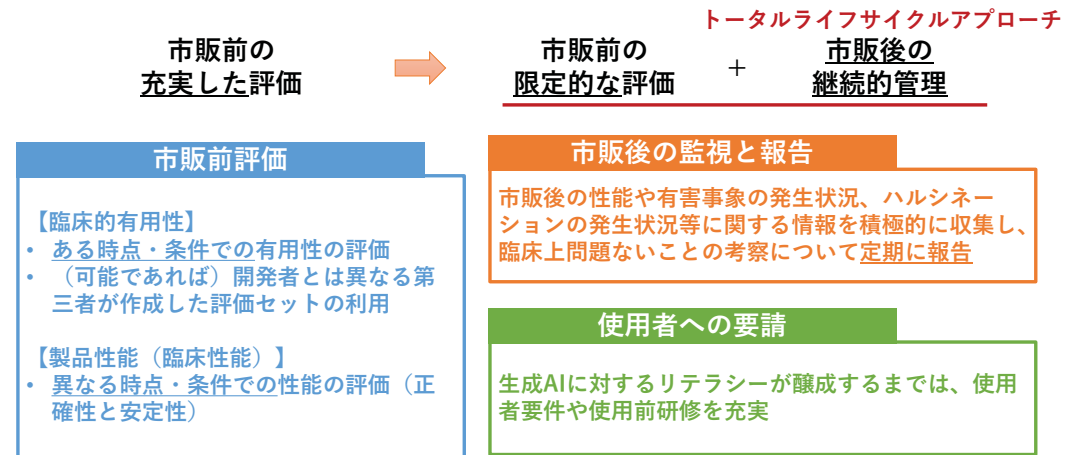 トータルライフサイクルアプローチ
市販前の
充実した評価
市販前の
限定的な評価
+
市販後の
継続的管理
市販前評価
【臨床的有用性】
• ある時点・条件での有用性の評価
• （可能であれば）開発者とは異なる第
三者が作成した評価セットの利用
【製品性能（臨床性能）】
• 異なる時点・条件での性能の評価（正
確性と安定性）
市販後の監視と報告
市販後の性能や有害事象の発生状況、ハルシネー
ションの発生状況等に関する情報を積極的に収集し、
臨床上問題ないことの考察について定期に報告
使用者への要請
生成AIに対するリテラシーが醸成するまでは、使用
者要件や使用前研修を充実